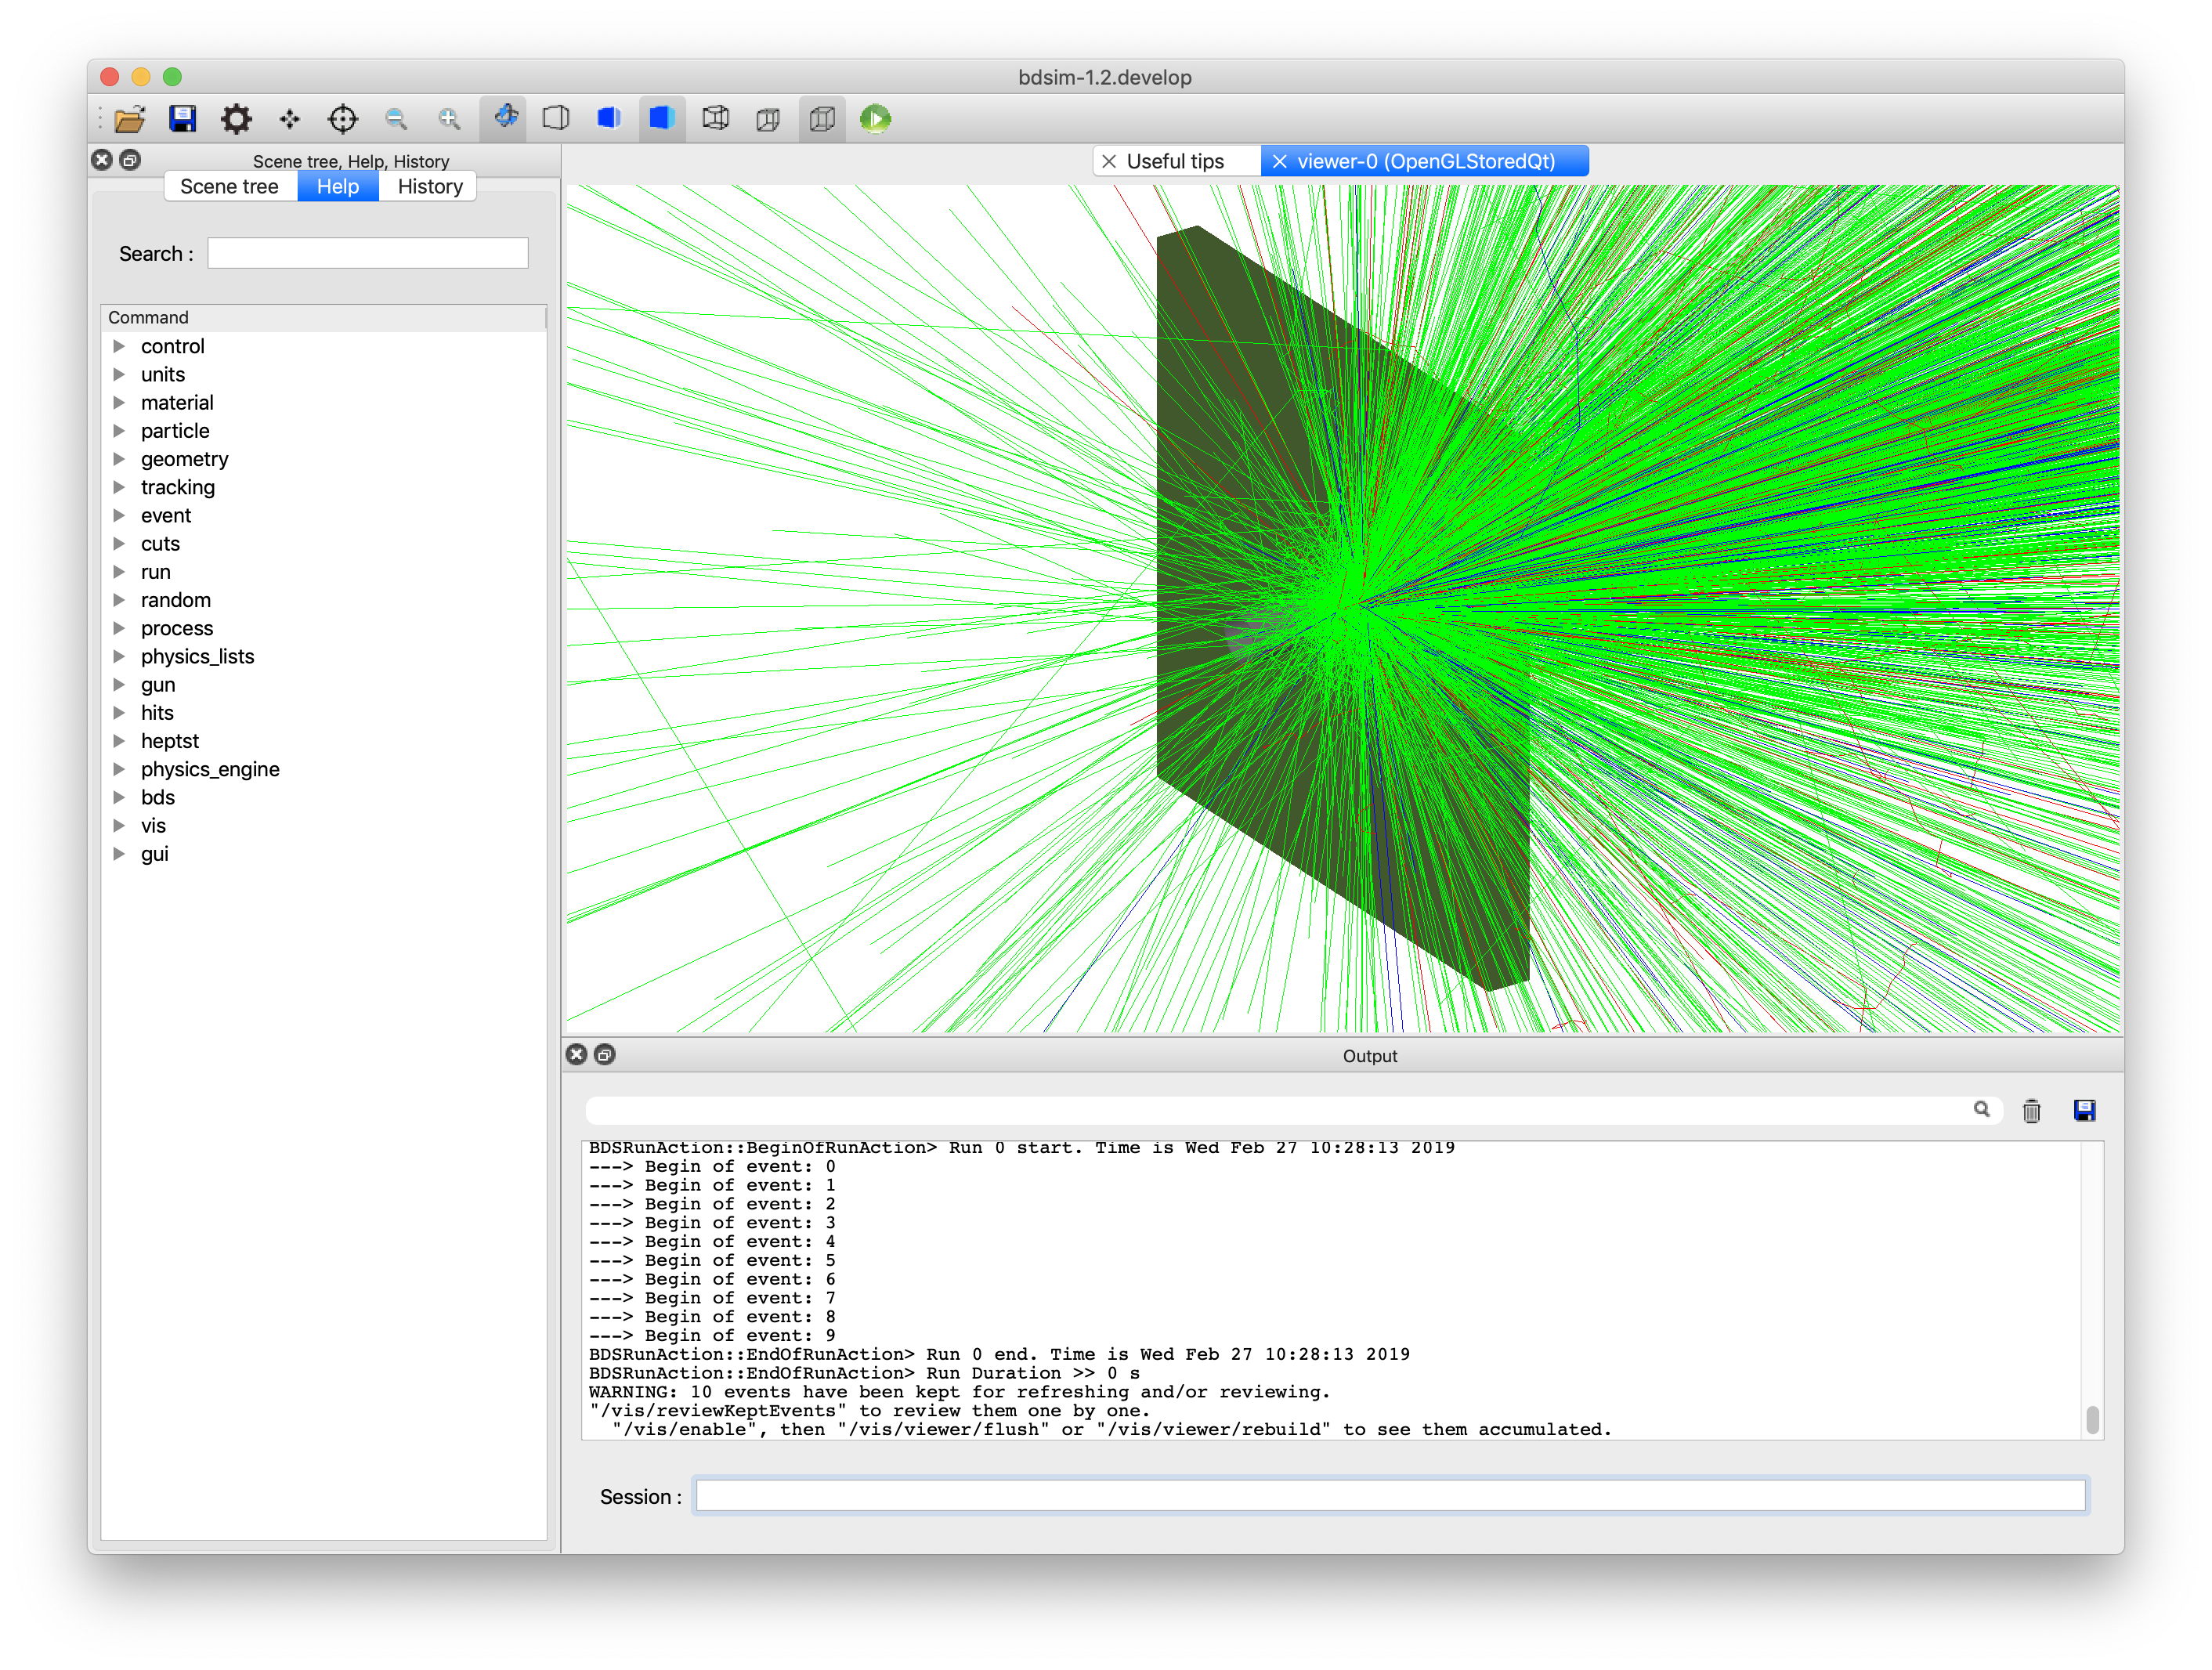 bdsim-1.2.develop
Scene tree, Help, History
Scene tree Help History
Search :
Command
control
units
material
particle
geometry
tracking
event
cuts
run
random
process
physics_lists
gun
hits
heptst
physics_engine
bds
vis
gui
Useful tips viewer-0 (OpenGLStoredQt)
Output
BDSRunAction::BeginOfRunAction> Run 0 start. Time is Wed Feb 27 10:28:13 2019
---> Begin of event: 0
---> Begin of event: 1
---> Begin of event: 2
---> Begin of event: 3
---> Begin of event: 4
---> Begin of event: 5
---> Begin of event: 6
---> Begin of event: 7
---> Begin of event: 8
---> Begin of event: 9
BDSRunAction::EndOfRunAction> Run 0 end. Time is Wed Feb 27 10:28:13 2019
BDSRunAction::EndOfRunAction> Run Duration >> 0 s
WARNING: 10 events have been kept for refreshing and/or reviewing.
"/vis/reviewKeptEvents" to review them one by one.
"/vis/enable", then "/vis/viewer/flush" or "/vis/viewer/rebuild" to see them accumulated.
Session :